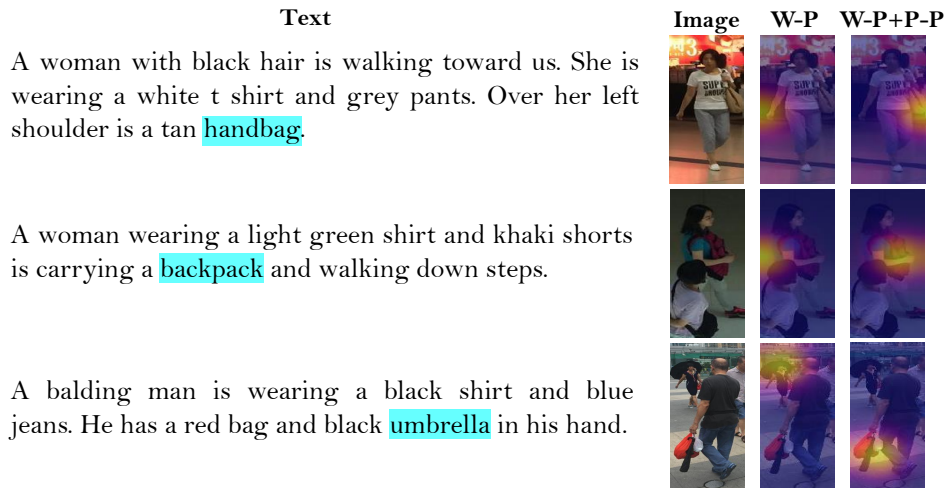 Text Image W-P W-P+P-P
A woman with black hair is walking toward us. She is
wearing a white t shirt and grey pants. Over her left
shoulder is a tan handbag.
A woman wearing a light green shirt and khaki shorts
is carrying a backpack and walking down steps.
A balding man is wearing a black shirt and blue
jeans. He has a red bag and black umbrella in his hand.